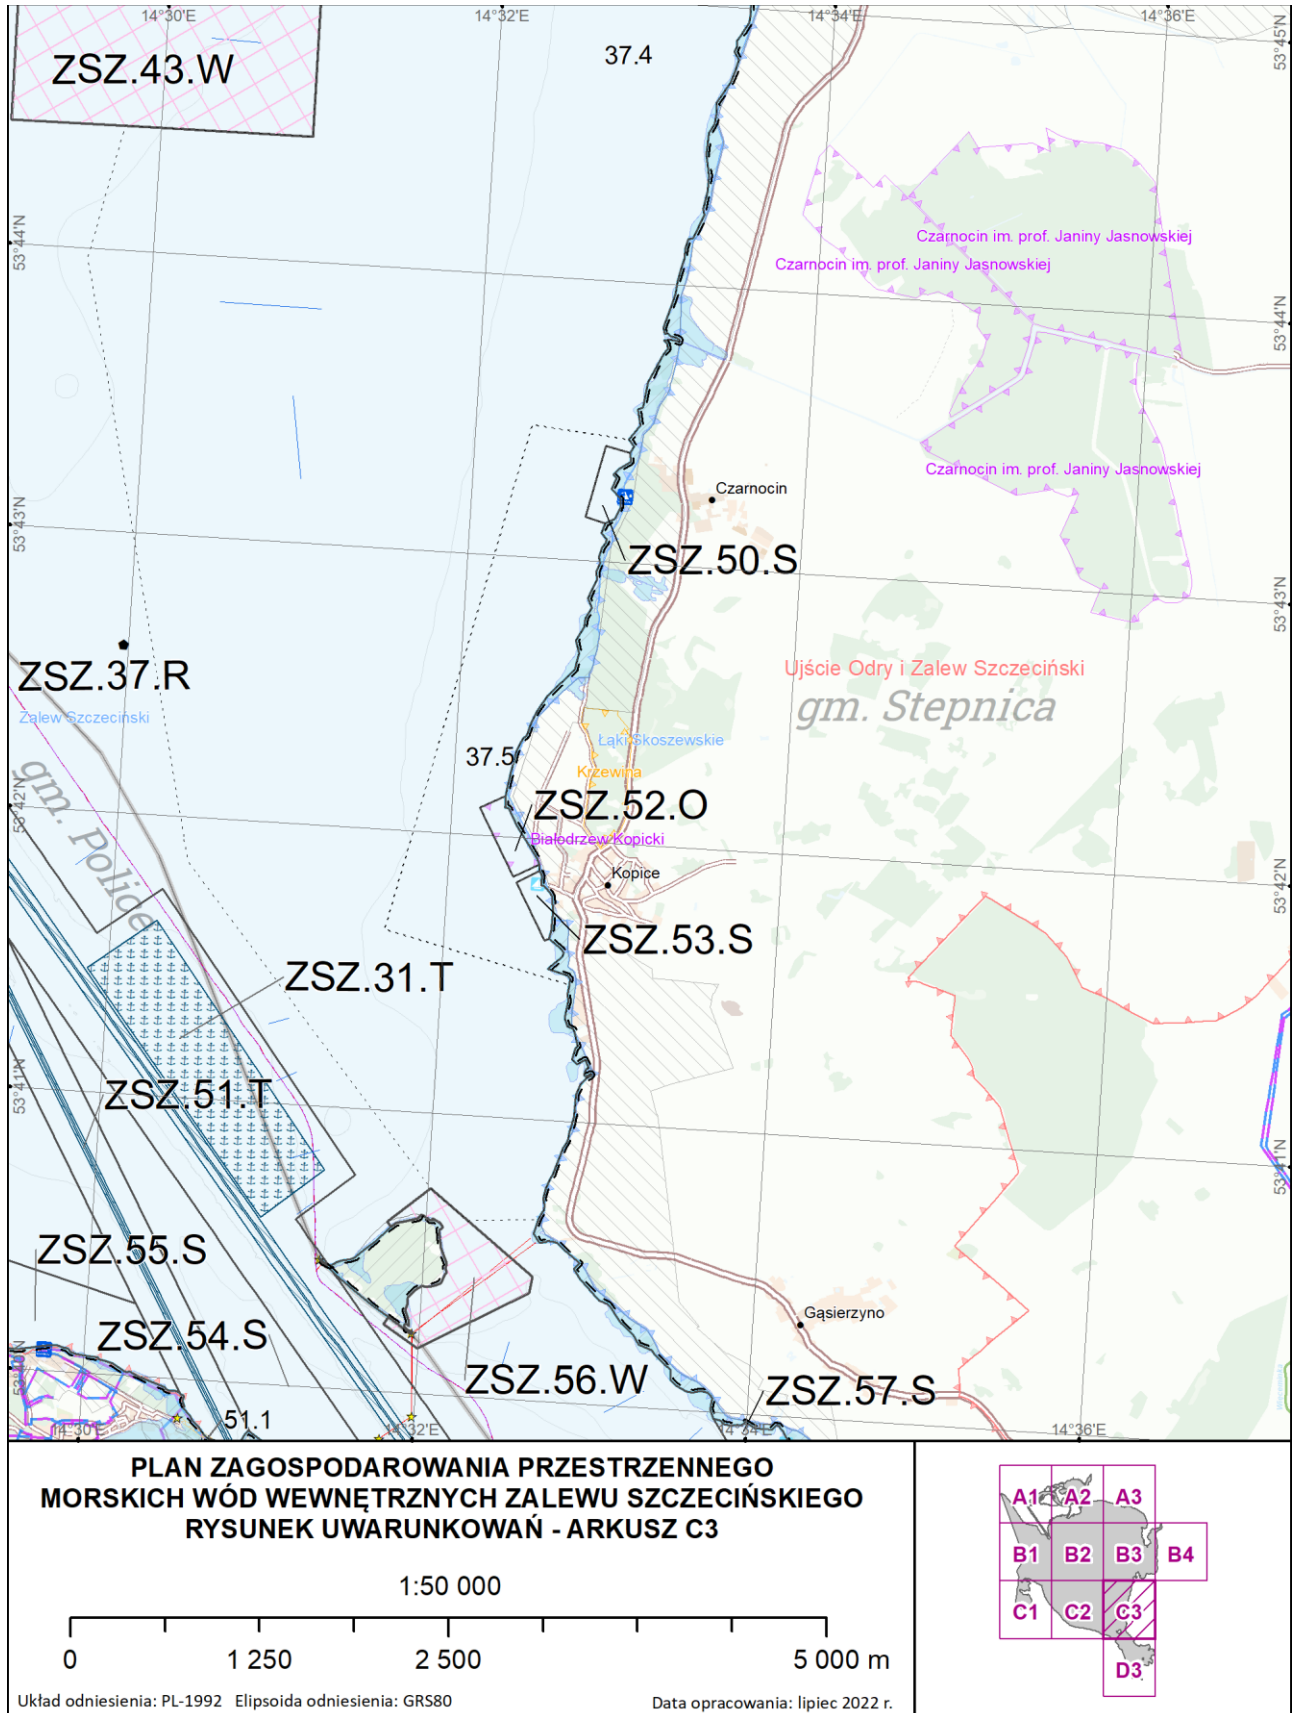 14°30'E
14°32'E
14°34'E
14°36'E
53°45'N
37.4
ZSZ.43.W
53°44'N
Czarnocin im. prof. Janiny Jasnowskiej
Czarnocin im. prof. Janiny Jasnowskiej
53°44'N
Czarnocin im. prof. Janiny Jasnowskiej
Czarnocin
53°43'N
ZSZ.50.S
53°43'N
ZSZ.37.R
Zalew Szczeciński
Ujście Odry i Zalew Szczeciński
gm. Stepnica
Łąki Skoszewskie
37.5
Krzewina
gm. Police
53°42'N
ZSZ.52.O
Białodrzew Kopicki
Kopice
53°42'N
ZSZ.53.S
ZSZ.31.T
53°41'N
ZSZ.51.T
53°41'N
ZSZ.55.S
Gąsierzyno
ZSZ.54.S
ZSZ.56.W
ZSZ.57.S
51.1
14°30'E
14°32'E
14°34'E
14°36'E
PLAN ZAGOSPODAROWANIA PRZESTRZENNEGO
MORSKICH WÓD WEWNĘTRZNYCH ZALEWU SZCZECIŃSKIEGO
RYSUNEK UWARUNKOWAŃ - ARKUSZ C3
1:50 000
0 1 250 2 500 5 000 m
Układ odniesienia: PL-1992 Elipsoida odniesienia: GRS80
Data opracowania: lipiec 2022 r.
A1 A2 A3
B1 B2 B3 B4
C1 C2 C3
D3